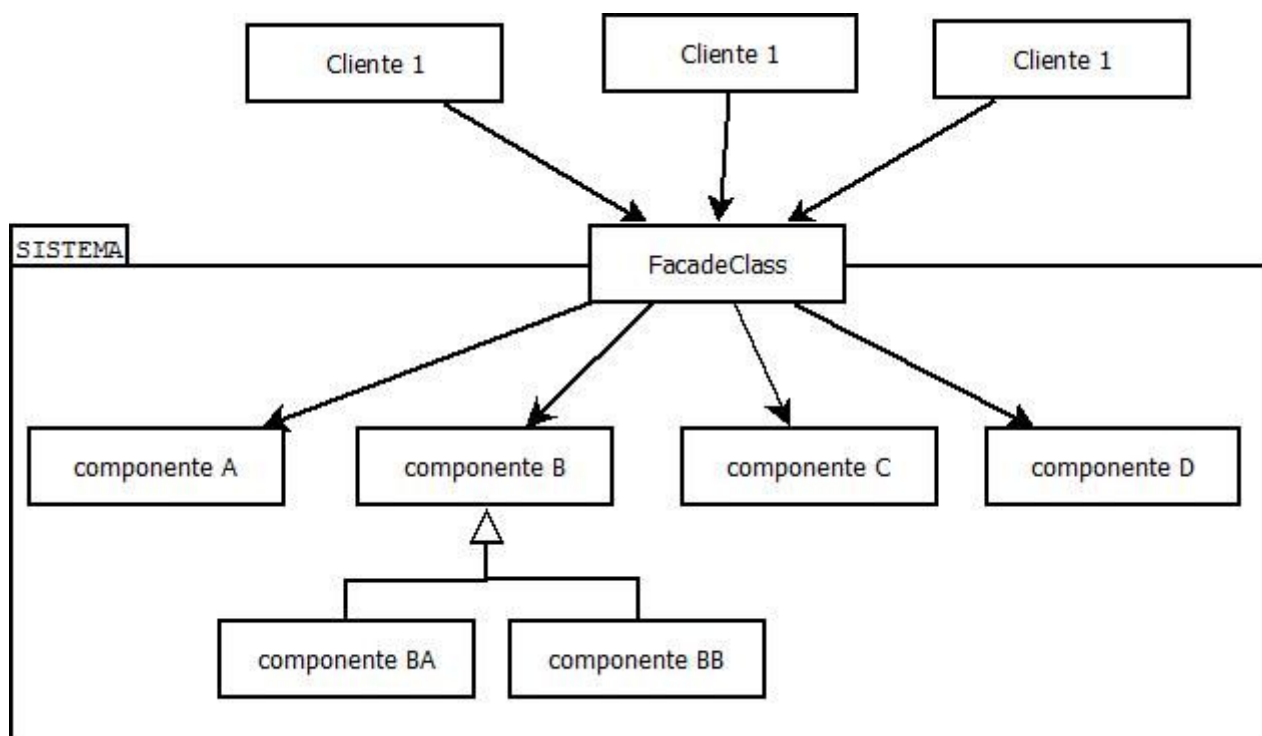 Cliente 1
Cliente 1
Cliente 1
SISTEMA
FacadeClass
componente A
componente B
componente C
componente D
componente BA
componente BB